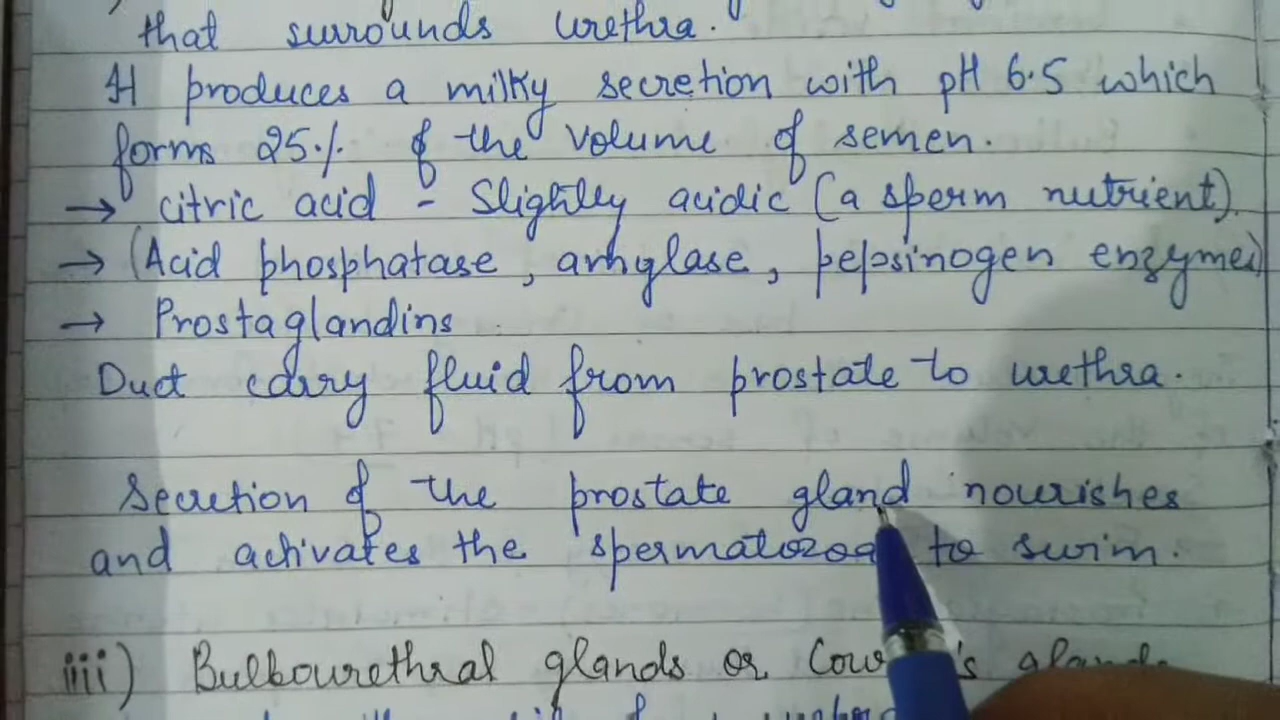 that surrounds urethra.
It produces a milky secretion with pH 6.5 which
forms 25% of the volume of semen.
→ citric acid - Slightly acidic (a sperm nutrient).
→ (Acid phosphatase, amylase, pepsinogen enzymes)
→ Prostaglandins
Duct carry fluid from prostate to urethra.
Secretion of the prostate gland nourishes
and activates the spermatozoa to swim.
iii) Bulbourethral glands or Cowper's glands